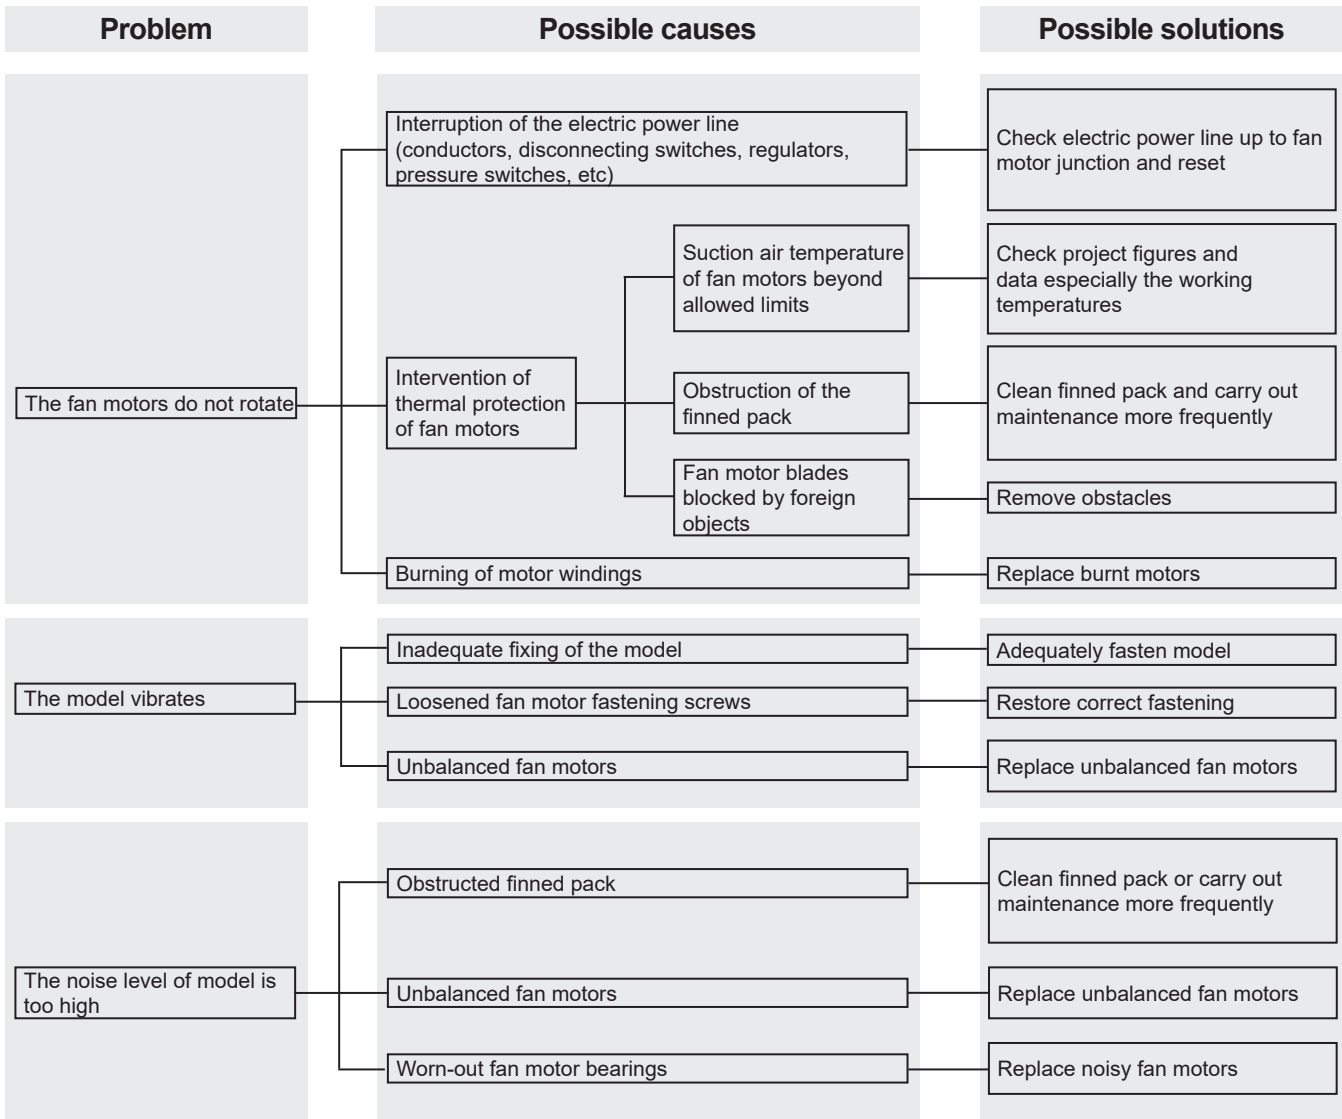 Problem
Possible causes
Possible solutions
The fan motors do not rotate
Interruption of the electric power line
(conductors, disconnecting switches, regulators,
pressure switches, etc)
Check electric power line up to fan
motor junction and reset
Intervention of
thermal protection
of fan motors
Suction air temperature
of fan motors beyond
allowed limits
Check project figures and
data especially the working
temperatures
Obstruction of the
finned pack
Clean finned pack and carry out
maintenance more frequently
Fan motor blades
blocked by foreign
objects
Remove obstacles
Burning of motor windings
Replace burnt motors
The model vibrates
Inadequate fixing of the model
Adequately fasten model
Loosened fan motor fastening screws
Restore correct fastening
Unbalanced fan motors
Replace unbalanced fan motors
The noise level of model is
too high
Obstructed finned pack
Clean finned pack or carry out
maintenance more frequently
Unbalanced fan motors
Replace unbalanced fan motors
Worn-out fan motor bearings
Replace noisy fan motors